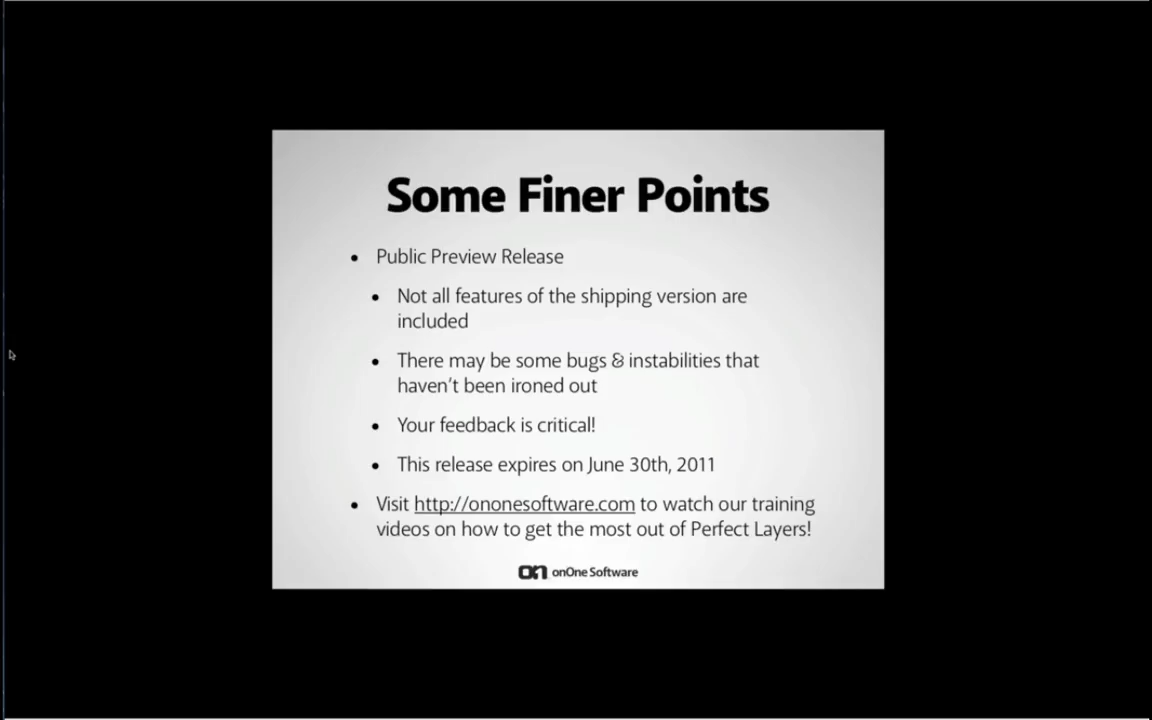 Some Finer Points
• Public Preview Release
• Not all features of the shipping version are
included
• There may be some bugs & instabilities that
haven't been ironed out
• Your feedback is critical!
• This release expires on June 30th, 2011
• Visit http://ononesoftware.com to watch our training
videos on how to get the most out of Perfect Layers!
on onOne Software